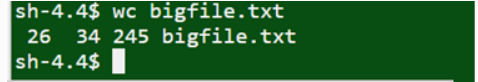 sh-4.4$ wc bigfile.txt
 26  34 245 bigfile.txt
sh-4.4$